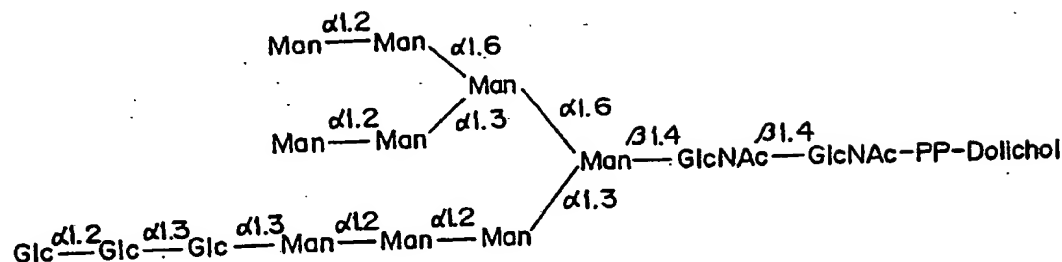 Man α1.2 Man α1.6
Man
Man α1.2 Man α1.3 α1.6
Man β1.4 GlcNAc β1.4 GlcNAc-PP-Dolichol
α1.3
Glc α1.2 Glc α1.3 Glc α1.3 Man α1.2 Man α1.2 Man